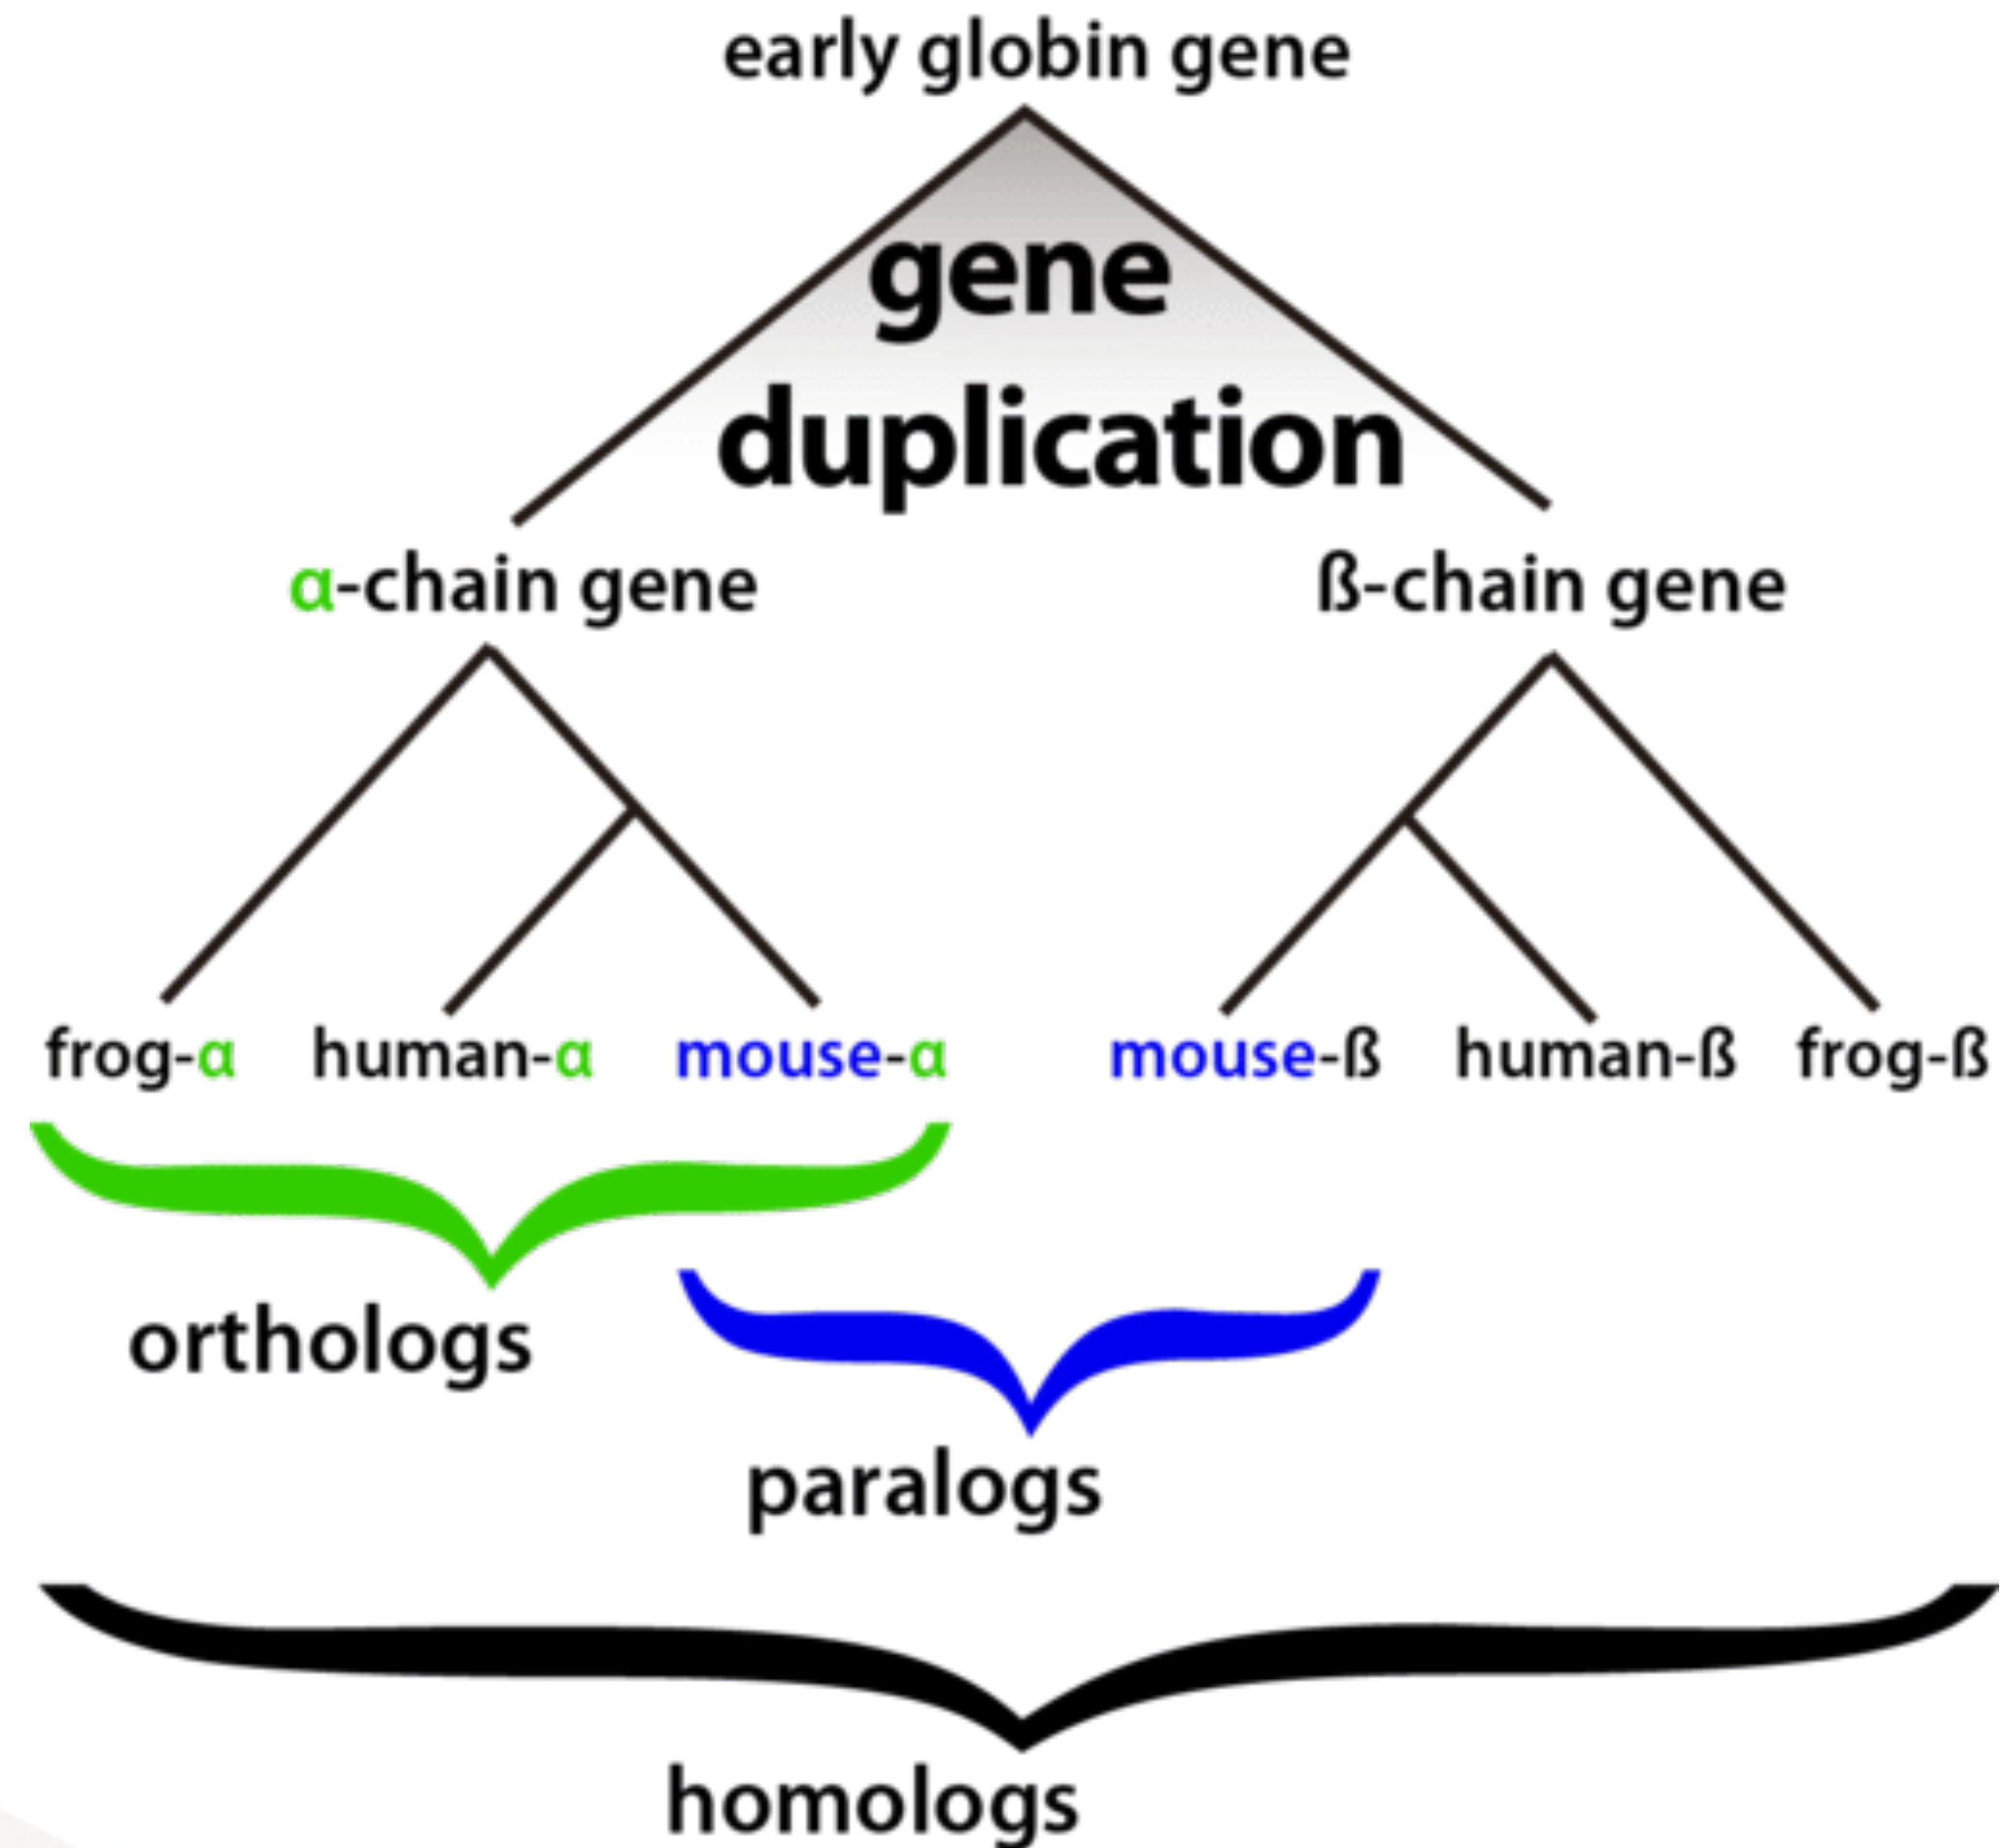 early globin gene
gene
duplication
α-chain gene
ß-chain gene
frog-α human-α mouse-α mouse-ß human-ß frog-ß
orthologs
paralogs
homologs